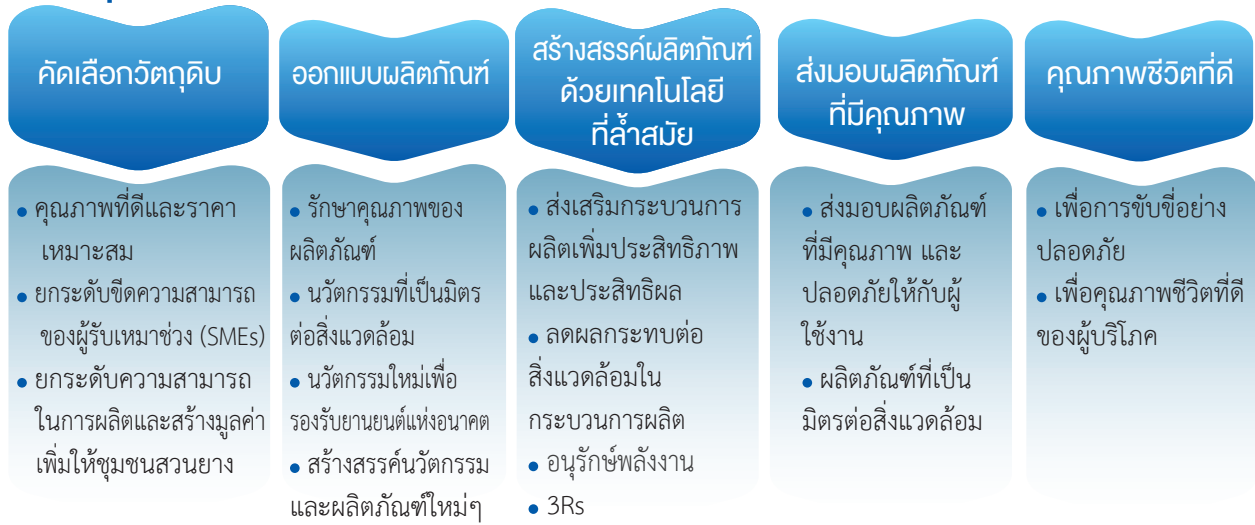 คัดเลือกวัตถุดิบ
• คุณภาพที่ดีและราคา
เหมาะสม
• ยกระดับขีดความสามารถ
ของผู้รับเหมาช่วง (SMEs)
• ยกระดับความสามารถ
ในการผลิตและสร้างมูลค่า
เพิ่มให้ชุมชนสวนยาง
ออกแบบผลิตภัณฑ์
• รักษาคุณภาพของ
ผลิตภัณฑ์
• นวัตกรรมที่เป็นมิตร
ต่อสิ่งแวดล้อม
• นวัตกรรมใหม่เพื่อ
รองรับยานยนต์แห่งอนาคต
• สร้างสรรค์นวัตกรรม
และผลิตภัณฑ์ใหม่ๆ
สร้างสรรค์ผลิตภัณฑ์
ด้วยเทคโนโลยี
ที่ล้ำสมัย
• ส่งเสริมกระบวนการ
ผลิตเพิ่มประสิทธิภาพ
และประสิทธิผล
• ลดผลกระทบต่อ
สิ่งแวดล้อมใน
กระบวนการผลิต
• อนุรักษ์พลังงาน
• 3Rs
ส่งมอบผลิตภัณฑ์
ที่มีคุณภาพ
• ส่งมอบผลิตภัณฑ์
ที่มีคุณภาพ และ
ปลอดภัยให้กับผู้
ใช้งาน
• ผลิตภัณฑ์ที่เป็น
มิตรต่อสิ่งแวดล้อม
คุณภาพชีวิตที่ดี
• เพื่อการขับขี่อย่าง
ปลอดภัย
• เพื่อคุณภาพชีวิตที่ดี
ของผู้บริโภค